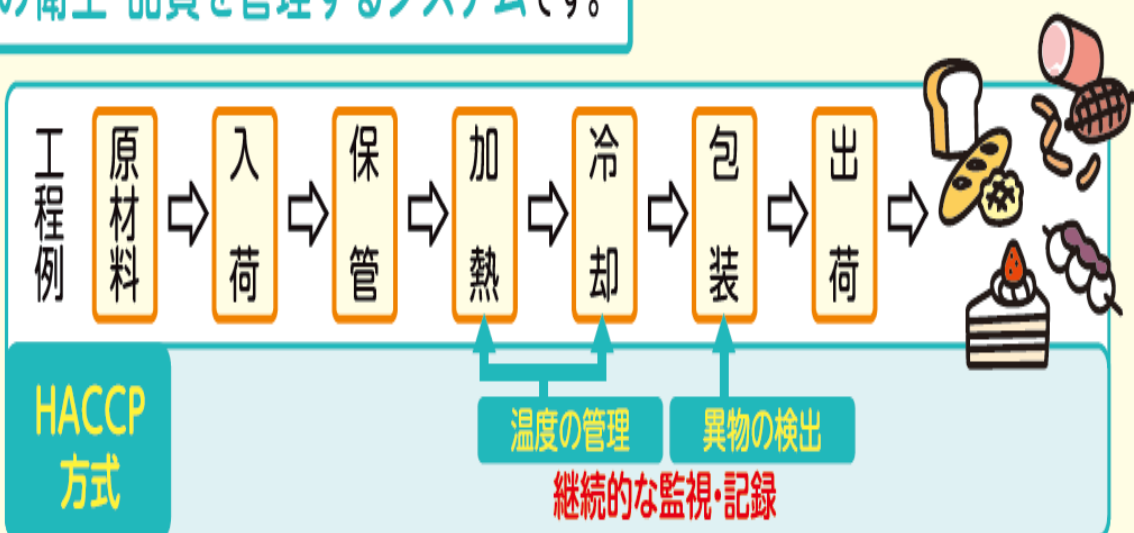 の衛生・品質を管理するシステムです。
工程例
原材料
入荷
保管
加熱
冷却
包装
出荷
HACCP
方式
温度の管理
異物の検出
継続的な監視・記録